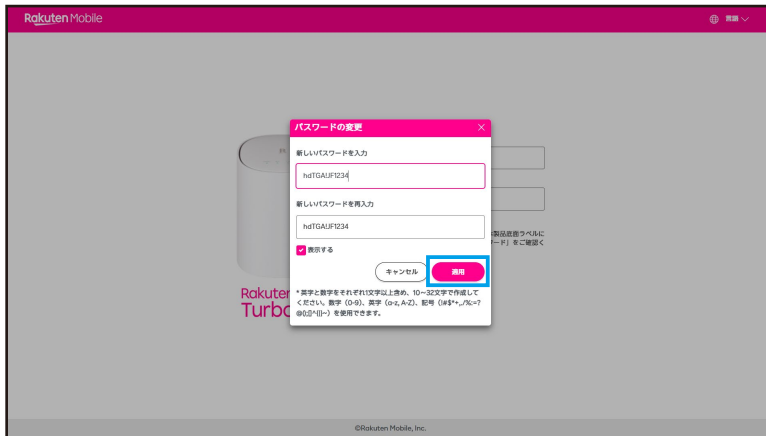 Rakuten Mobile
言語
パスワードの変更
新しいパスワードを入力
hdTGA!JF1234
新しいパスワードを再入力
hdTGA!JF1234
表示する
製品底面ラベルに
ード」をご確認く
キャンセル
適用
Rakuten
Turbo
* 英字と数字をそれぞれ1文字以上含め、10~32文字で作成して
ください。数字（0-9）、英字（a-z, A-Z）、記号（!#$*+,./%:=?
@();[]^{|}~）を使用できます。
©Rakuten Mobile, Inc.